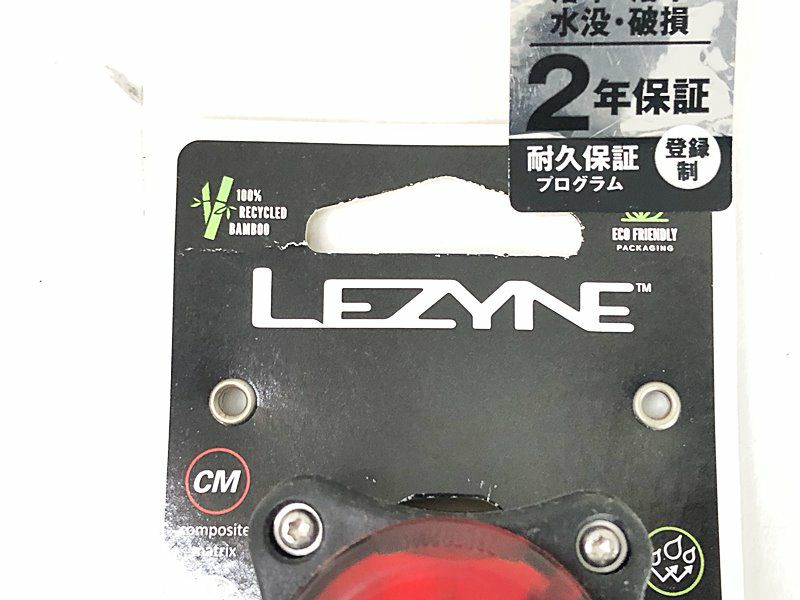 水没・破損
2年保証
耐久保証
プログラム
登録
制
100%
RECYCLED
BAMBOO
ECO FRIENDLY
PACKAGING
LEZYNE™
CM
composite
matrix